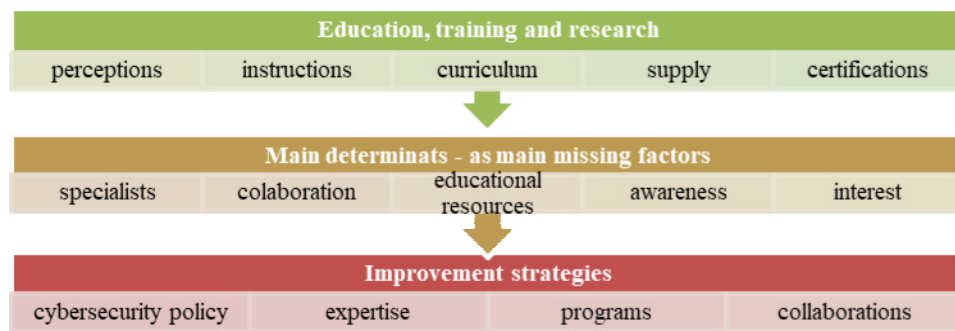 Education, training and research
perceptions instructions curriculum supply certifications
Main determinats - as main missing factors
specialists colaboration educational resources awareness interest
Improvement strategies
cybersecurity policy expertise programs collaborations